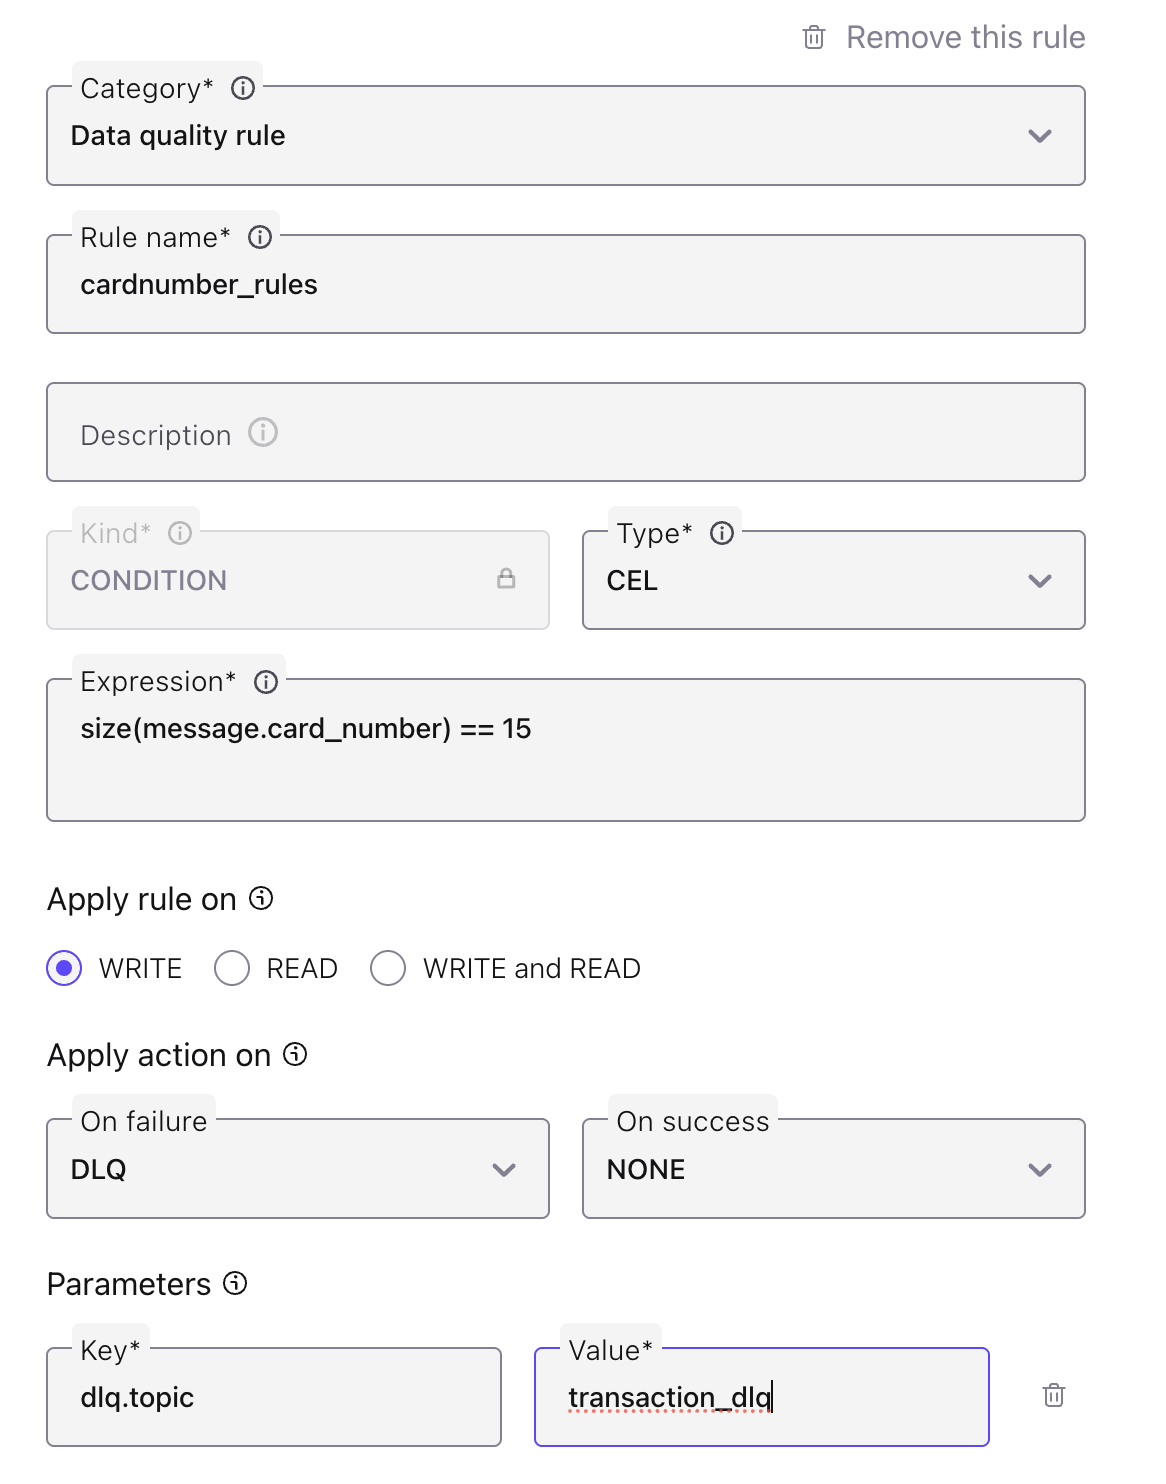 Remove this rule
Category*
Data quality rule
Rule name*
cardnumber_rules
Description
Kind*
CONDITION
Type*
CEL
Expression*
size(message.card_number) == 15
Apply rule on
WRITE READ WRITE and READ
Apply action on
On failure
DLQ
On success
NONE
Parameters
Key*
dlq.topic
Value*
transaction_dlq